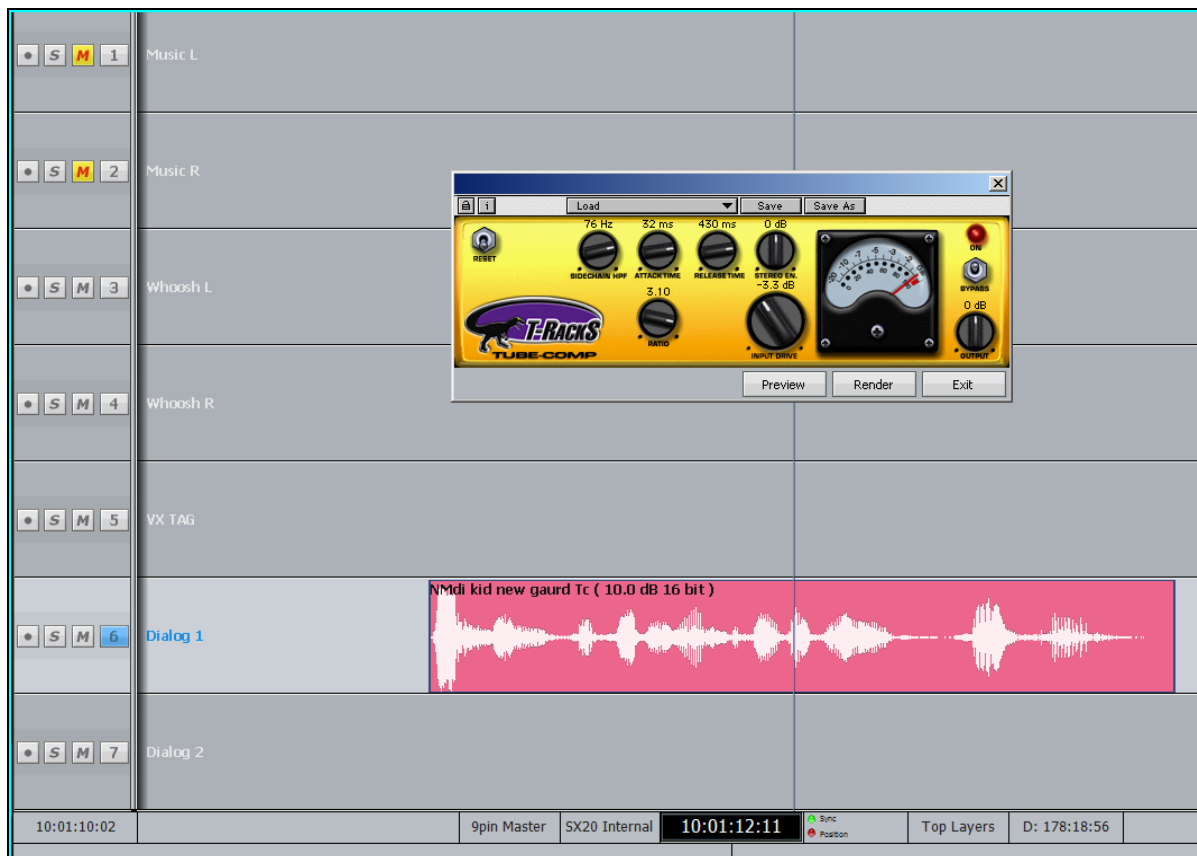 S M 1 Music L
S M 2 Music R
Load Save Save As
i
76 Hz 32 ms 430 ms 0 dB
RESET
ON
SIDECHAIN HPF ATTACK TIME RELEASE TIME STEREO EN.
BYPASS
3.10 -3.3 dB
0 dB
T-RACKS
TUBE-COMP
RATIO INPUT DRIVE OUTPUT
Preview Render Exit
S M 3 Whoosh L
S M 4 Whoosh R
S M 5 VX TAG
NMdi kid new gaurd Tc ( 10.0 dB 16 bit )
S M 6 Dialog 1
S M 7 Dialog 2
10:01:10:02 9pin Master SX20 Internal 10:01:12:11 Sync Position Top Layers D: 178:18:56